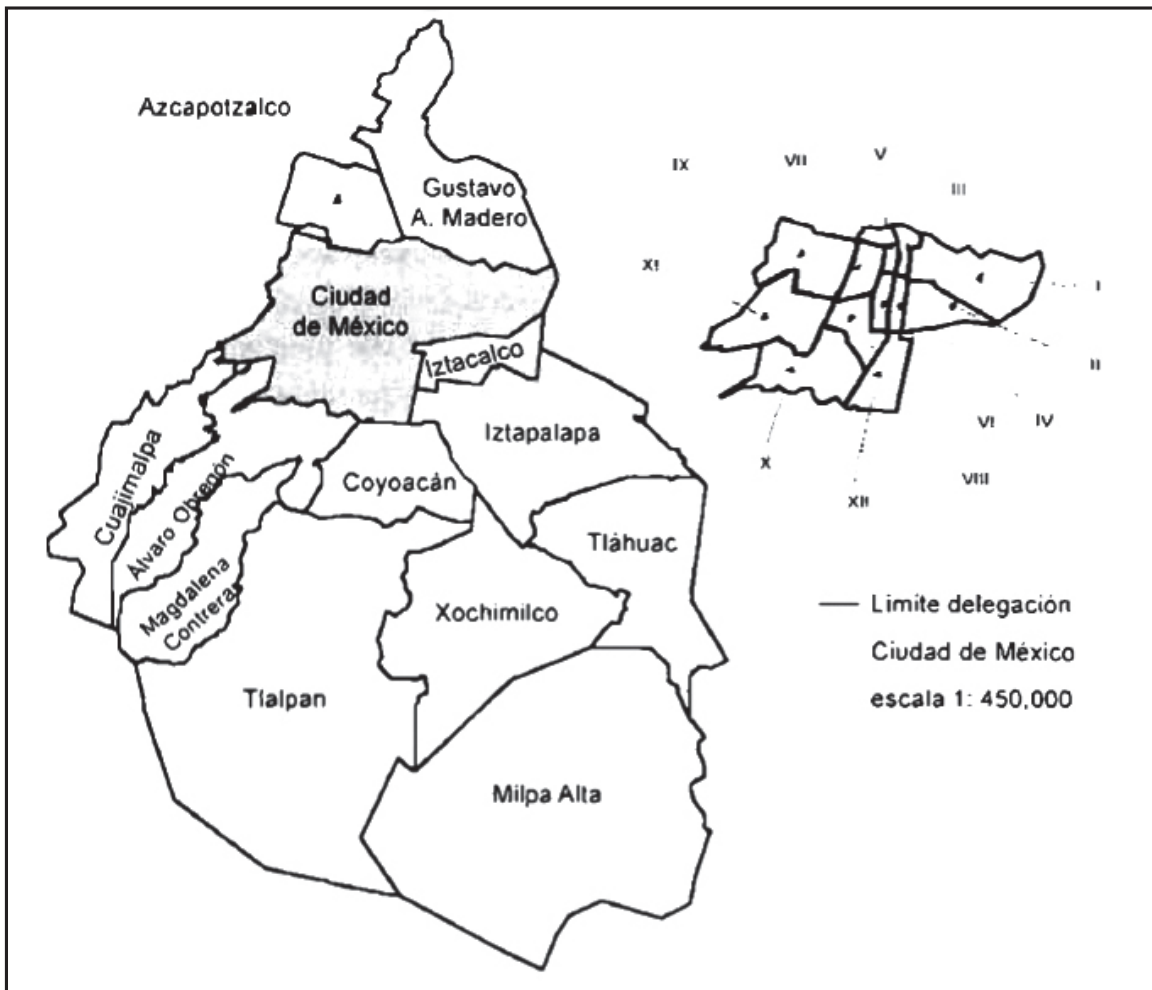 Azcapotzalco
Gustavo
A. Madero
Ciudad
de México
Iztacalco
Iztapalapa
Cuajimalpa
Álvaro Obregón
Coyoacán
Magdalena
Contreras
Tláhuac
Xochimilco
Tlalpan
Milpa Alta
IX
VII
V
III
XI
I
II
VI
IV
X
VIII
XII
Limite delegación
Ciudad de México
escala 1: 450,000